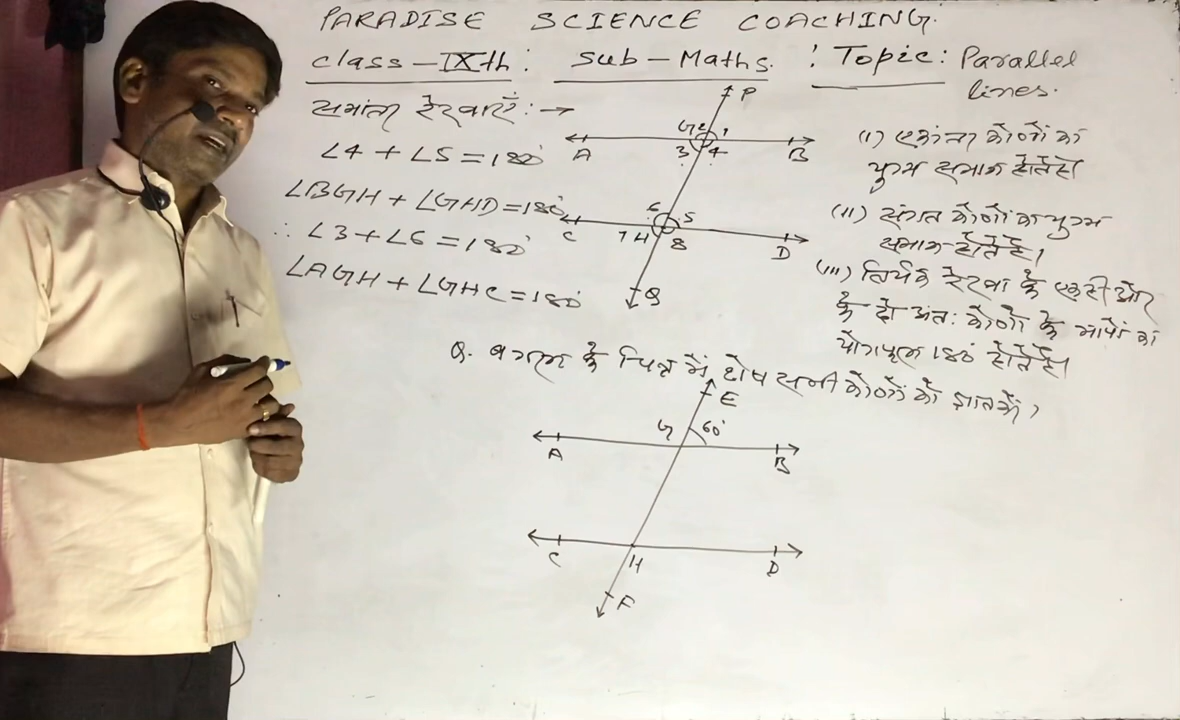 PARADISE SCIENCE COACHING.
class-IXth: Sub-Maths. : Topic: Parallel
lines.
समांतर रेखाएँ :→
∠4 + ∠5 = 180°
∠BGH + ∠GHD = 180°
∴ ∠3 + ∠6 = 180°
∠AGH + ∠GHC = 180°
P
G 2 1
A 3 4 B
6 5
C 7 H 8 D
Q
(i) एकांतर कोणों का
युग्म समान होते हैं।
(ii) संगत कोणों का युग्म
समान होते हैं।
(iii) तिर्यक रेखा के एक ही ओर
के दो अंतः कोणों के मापों का
योगफल 180° होते हैं।
Q. बगल के चित्र में शेष सभी कोणों को ज्ञात करें।
E
G 60°
A B
C H D
F